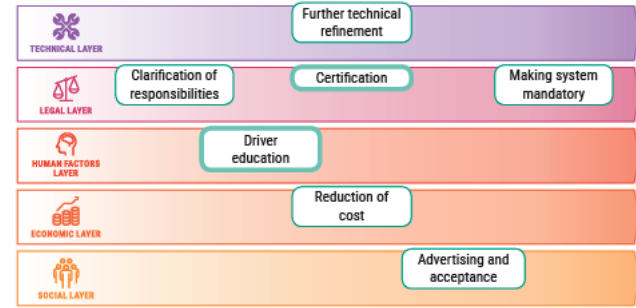 Further technical
refinement
TECHNICAL LAYER
Clarification of
responsibilities
Certification
Making system
mandatory
LEGAL LAYER
Driver
education
HUMAN FACTORS
LAYER
Reduction of
cost
ECONOMIC LAYER
Advertising and
acceptance
SOCIAL LAYER